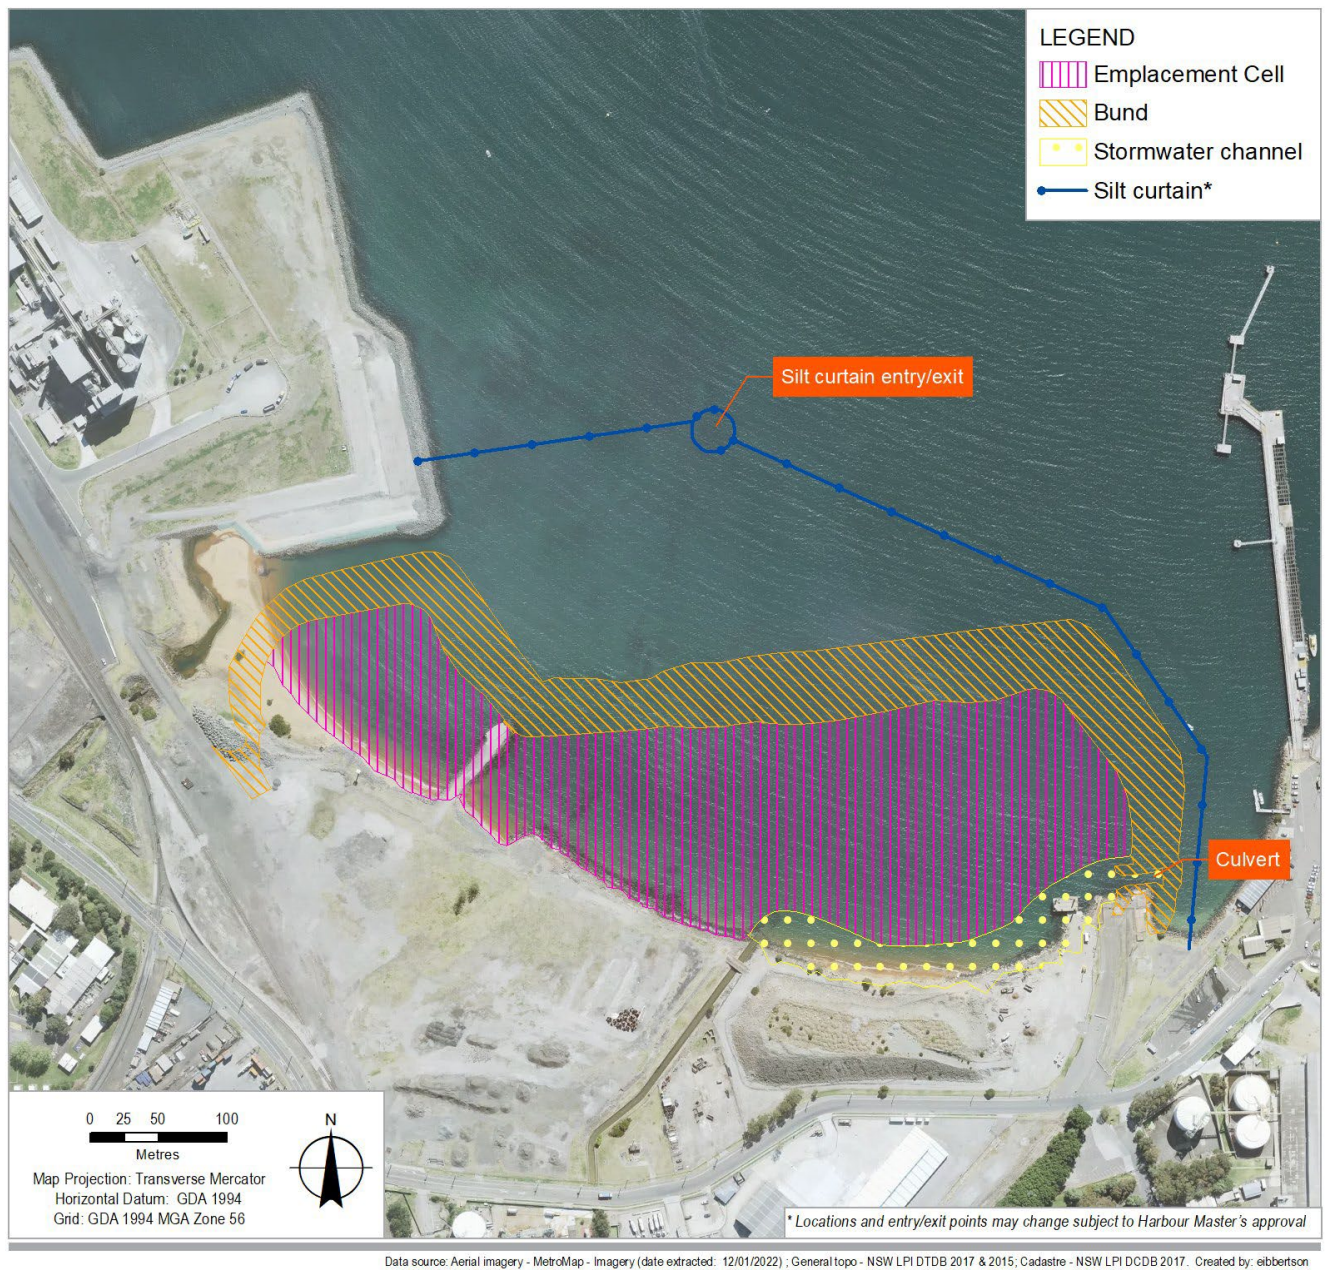 LEGEND
Emplacement Cell
Bund
Stormwater channel
Silt curtain*
Silt curtain entry/exit
Culvert
0 25 50 100
Metres
Map Projection: Transverse Mercator
Horizontal Datum: GDA 1994
Grid: GDA 1994 MGA Zone 56
N
* Locations and entry/exit points may change subject to Harbour Master's approval
Data source: Aerial imagery - MetroMap - Imagery (date extracted: 12/01/2022) ; General topo - NSW LPI DTDB 2017 & 2015; Cadastre - NSW LPI DCDB 2017. Created by: eibbertson